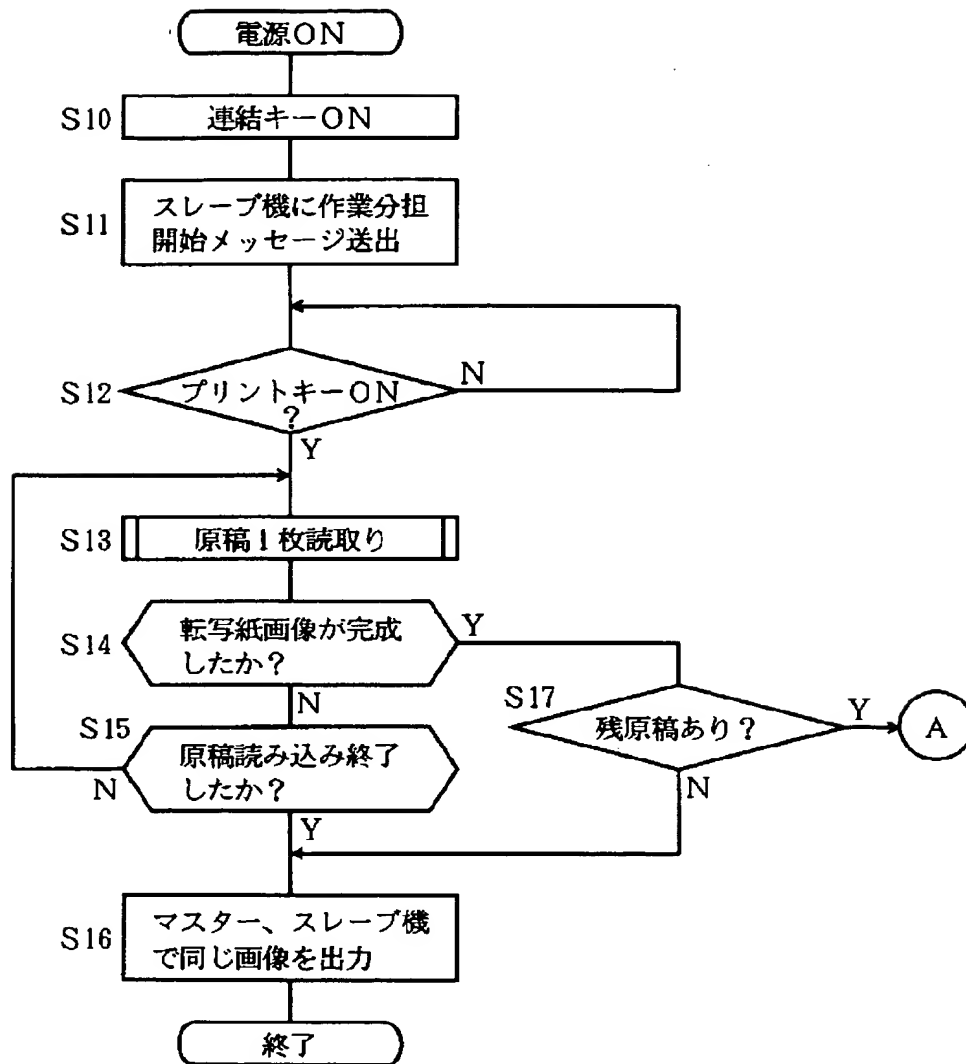 電源ON
S10
連結キーON
S11
スレーブ機に作業分担
開始メッセージ送出
S12
プリントキーON
?
N
Y
S13
原稿1枚読取り
S14
転写紙画像が完成
したか?
Y
N
S15
原稿読み込み終了
したか?
N
Y
S17
残原稿あり?
Y
A
N
S16
マスター、スレーブ機
で同じ画像を出力
終了